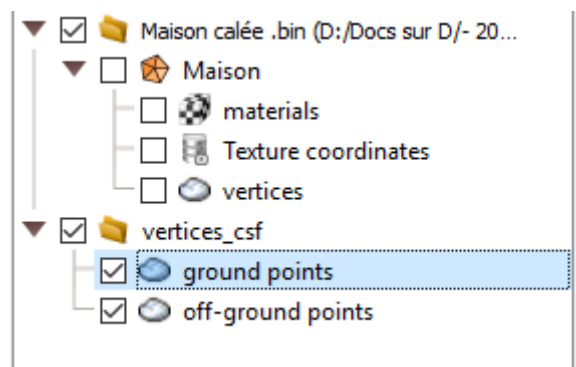 Maison calée .bin (D:/Docs sur D/- 20...
Maison
materials
Texture coordinates
vertices
vertices_csf
ground points
off-ground points